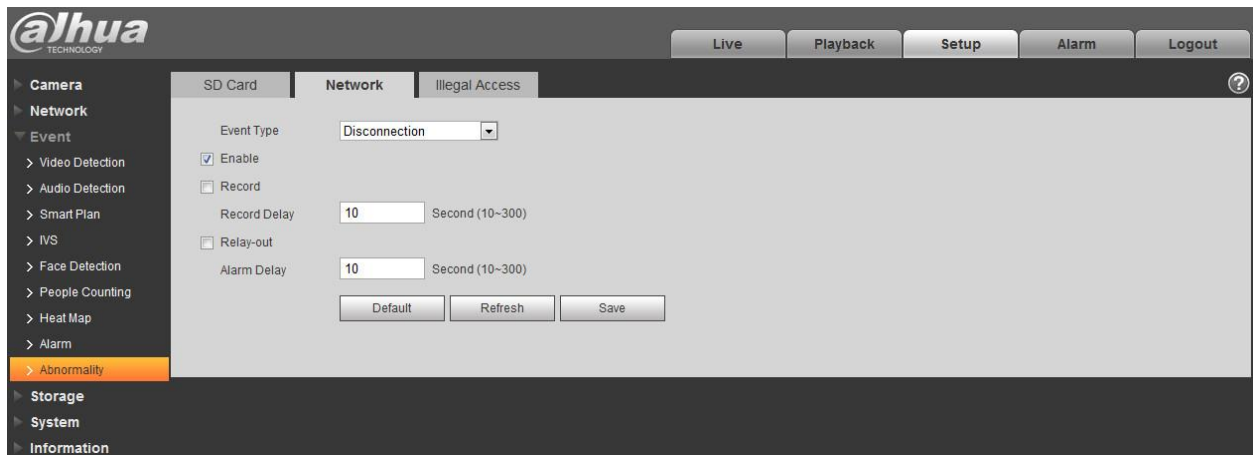 alhua
TECHNOLOGY
Live
Playback
Setup
Alarm
Logout
Camera
Network
Event
Video Detection
Audio Detection
Smart Plan
IVS
Face Detection
People Counting
Heat Map
Alarm
Abnormality
Storage
System
Information
SD Card
Network
Illegal Access
?
Event Type
Disconnection
Enable
Record
Record Delay
10
Second (10~300)
Relay-out
Alarm Delay
10
Second (10~300)
Default
Refresh
Save